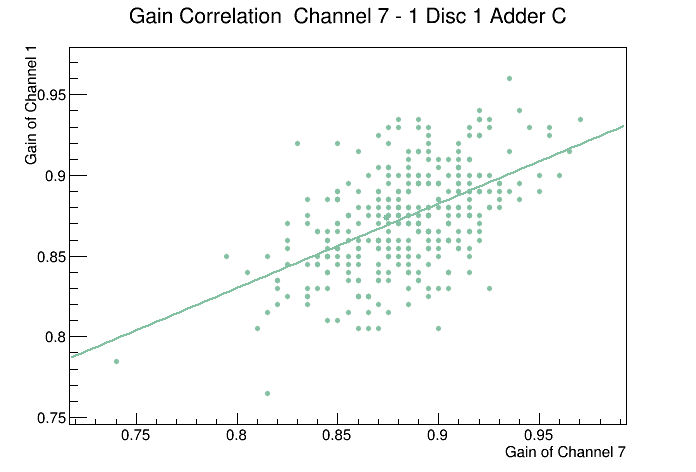 Gain Correlation  Channel 7 - 1 Disc 1 Adder C
Gain of Channel 1
0.95
0.9
0.85
0.8
0.75
0.75 0.8 0.85 0.9 0.95
Gain of Channel 7